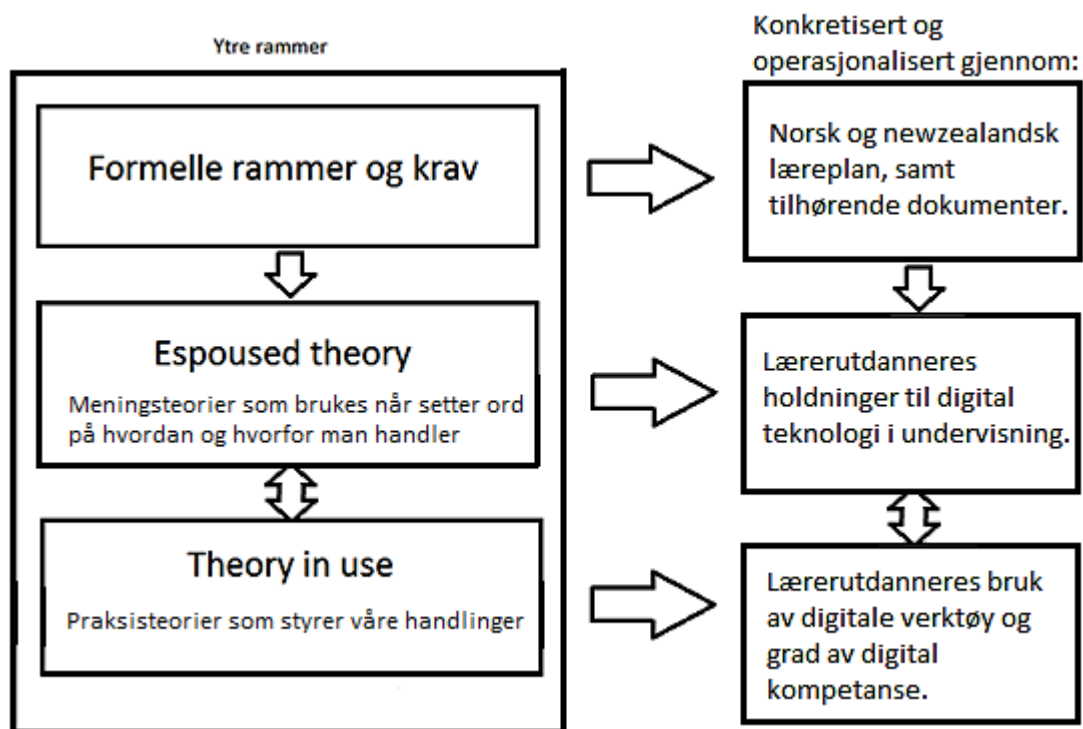 Ytre rammer
Formelle rammer og krav
Espoused theory
Meningsteorier som brukes når setter ord
på hvordan og hvorfor man handler
Theory in use
Praksisteorier som styrer våre handlinger
Konkretisert og
operasjonalisert gjennom:
Norsk og newzealandsk
læreplan, samt
tilhørende dokumenter.
Lærerutdanneres
holdninger til digital
teknologi i undervisning.
Lærerutdanneres bruk
av digitale verktøy og
grad av digital
kompetanse.